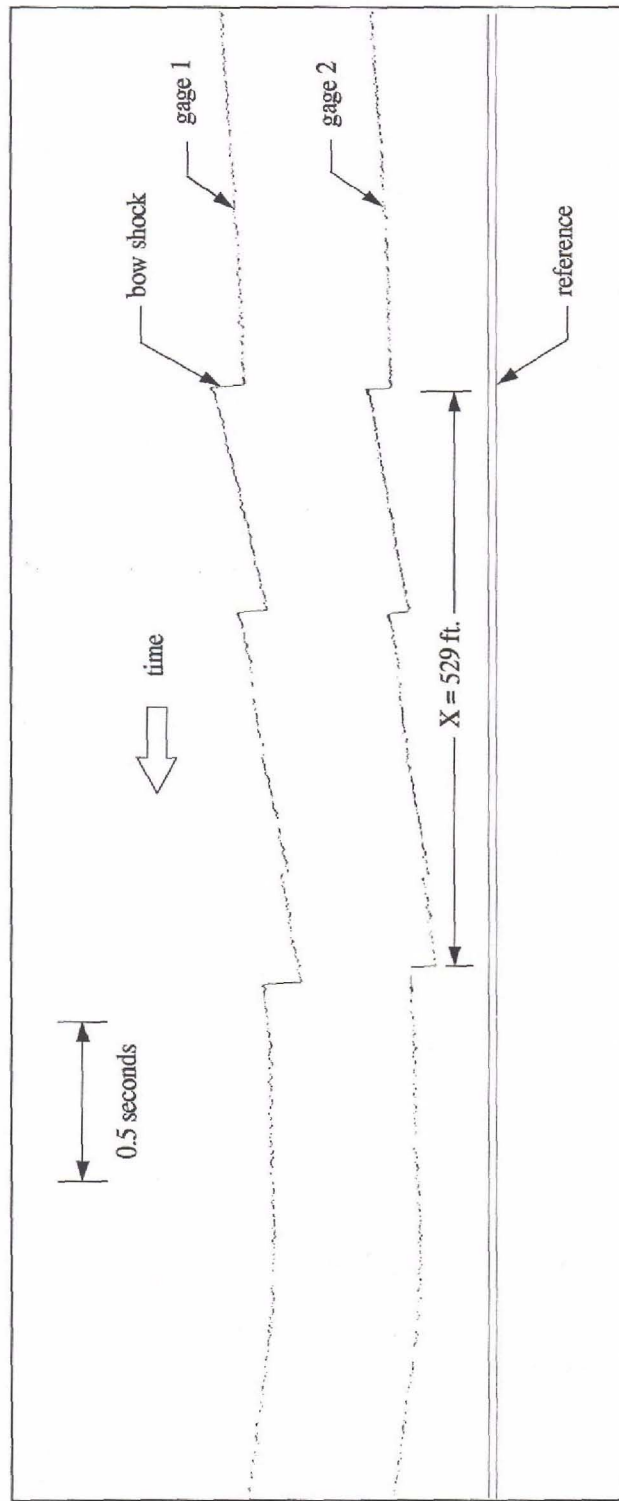 gage 1
bow shock
gage 2
time
reference
X = 529 ft.
0.5 seconds